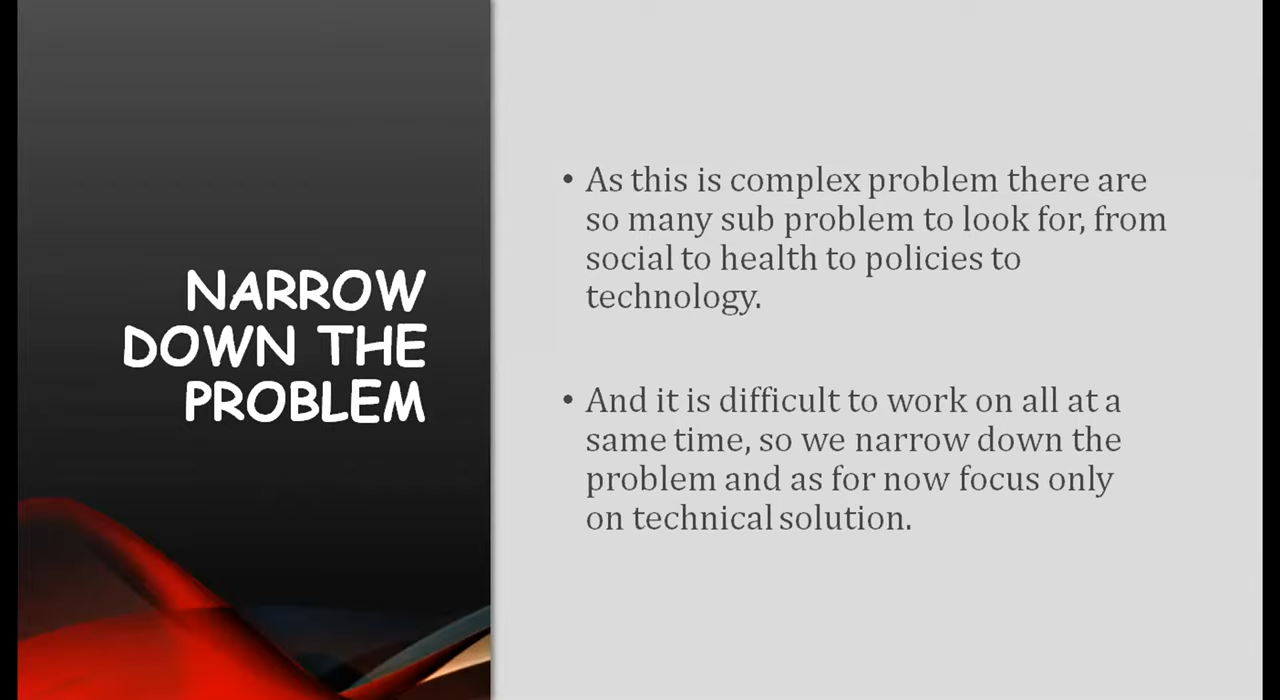 NARROW
DOWN THE
PROBLEM
• As this is complex problem there are
so many sub problem to look for, from
social to health to policies to
technology.
• And it is difficult to work on all at a
same time, so we narrow down the
problem and as for now focus only
on technical solution.